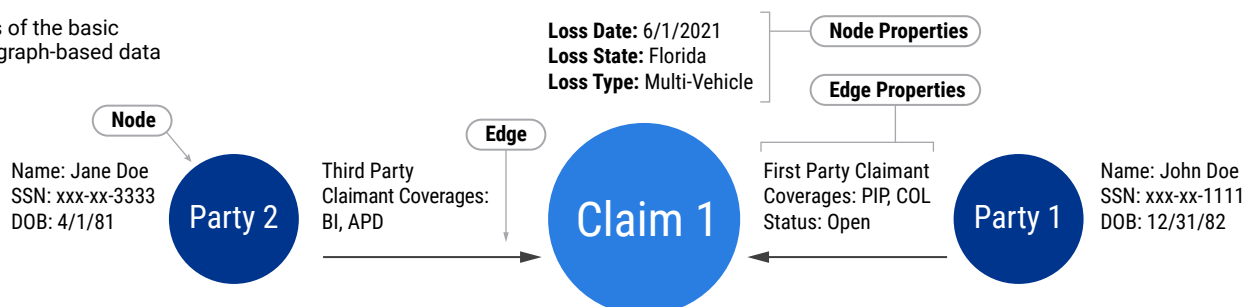 s of the basic
graph-based data
Loss Date: 6/1/2021
Loss State: Florida
Loss Type: Multi-Vehicle
Node Properties
Edge Properties
Node
Edge
Name: Jane Doe
SSN: xxx-xx-3333
DOB: 4/1/81
Party 2
Third Party
Claimant Coverages:
BI, APD
Claim 1
First Party Claimant
Coverages: PIP, COL
Status: Open
Party 1
Name: John Doe
SSN: xxx-xx-1111
DOB: 12/31/82